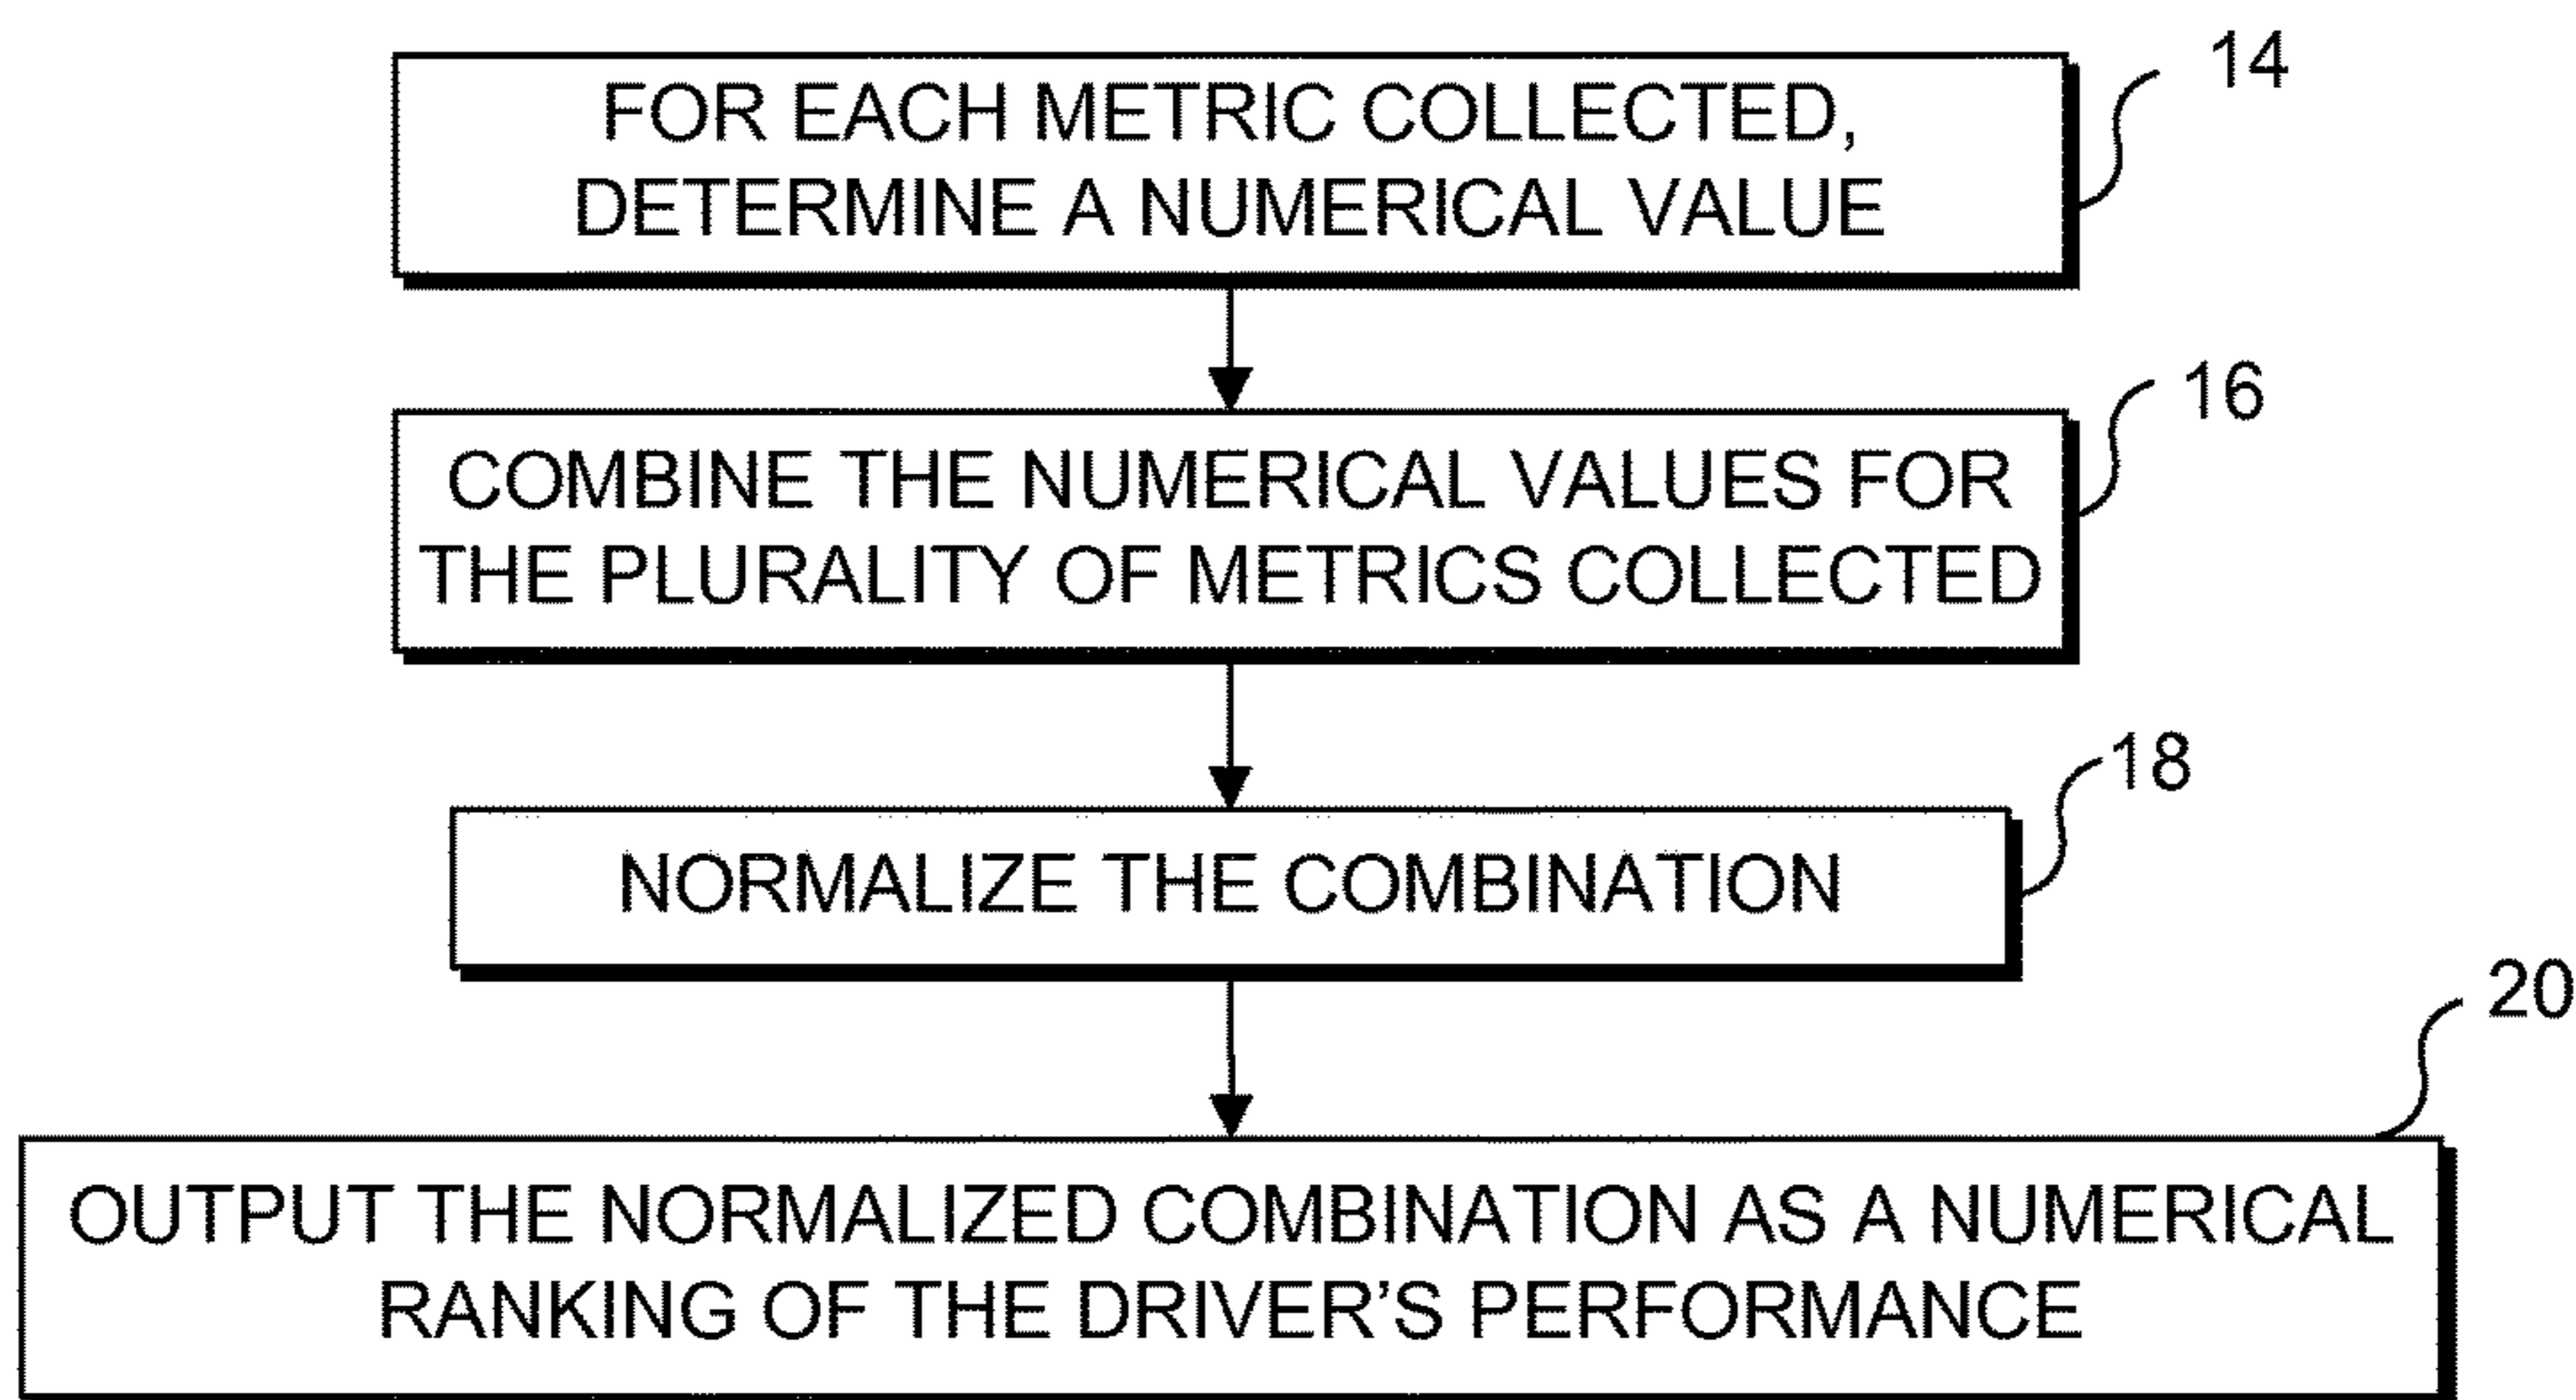 14
FOR EACH METRIC COLLECTED,
DETERMINE A NUMERICAL VALUE
16
COMBINE THE NUMERICAL VALUES FOR
THE PLURALITY OF METRICS COLLECTED
18
NORMALIZE THE COMBINATION
20
OUTPUT THE NORMALIZED COMBINATION AS A NUMERICAL
RANKING OF THE DRIVER'S PERFORMANCE